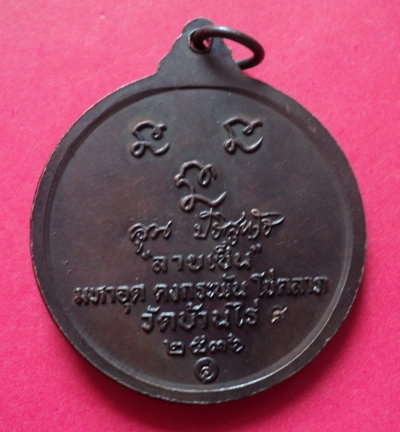 คูณ ปริสุทฺโธ
"ลายเซ็น"
มหาอุด คงกระพัน โชคลาภ
วัดบ้านไร่ ๙
๒๕๓๖